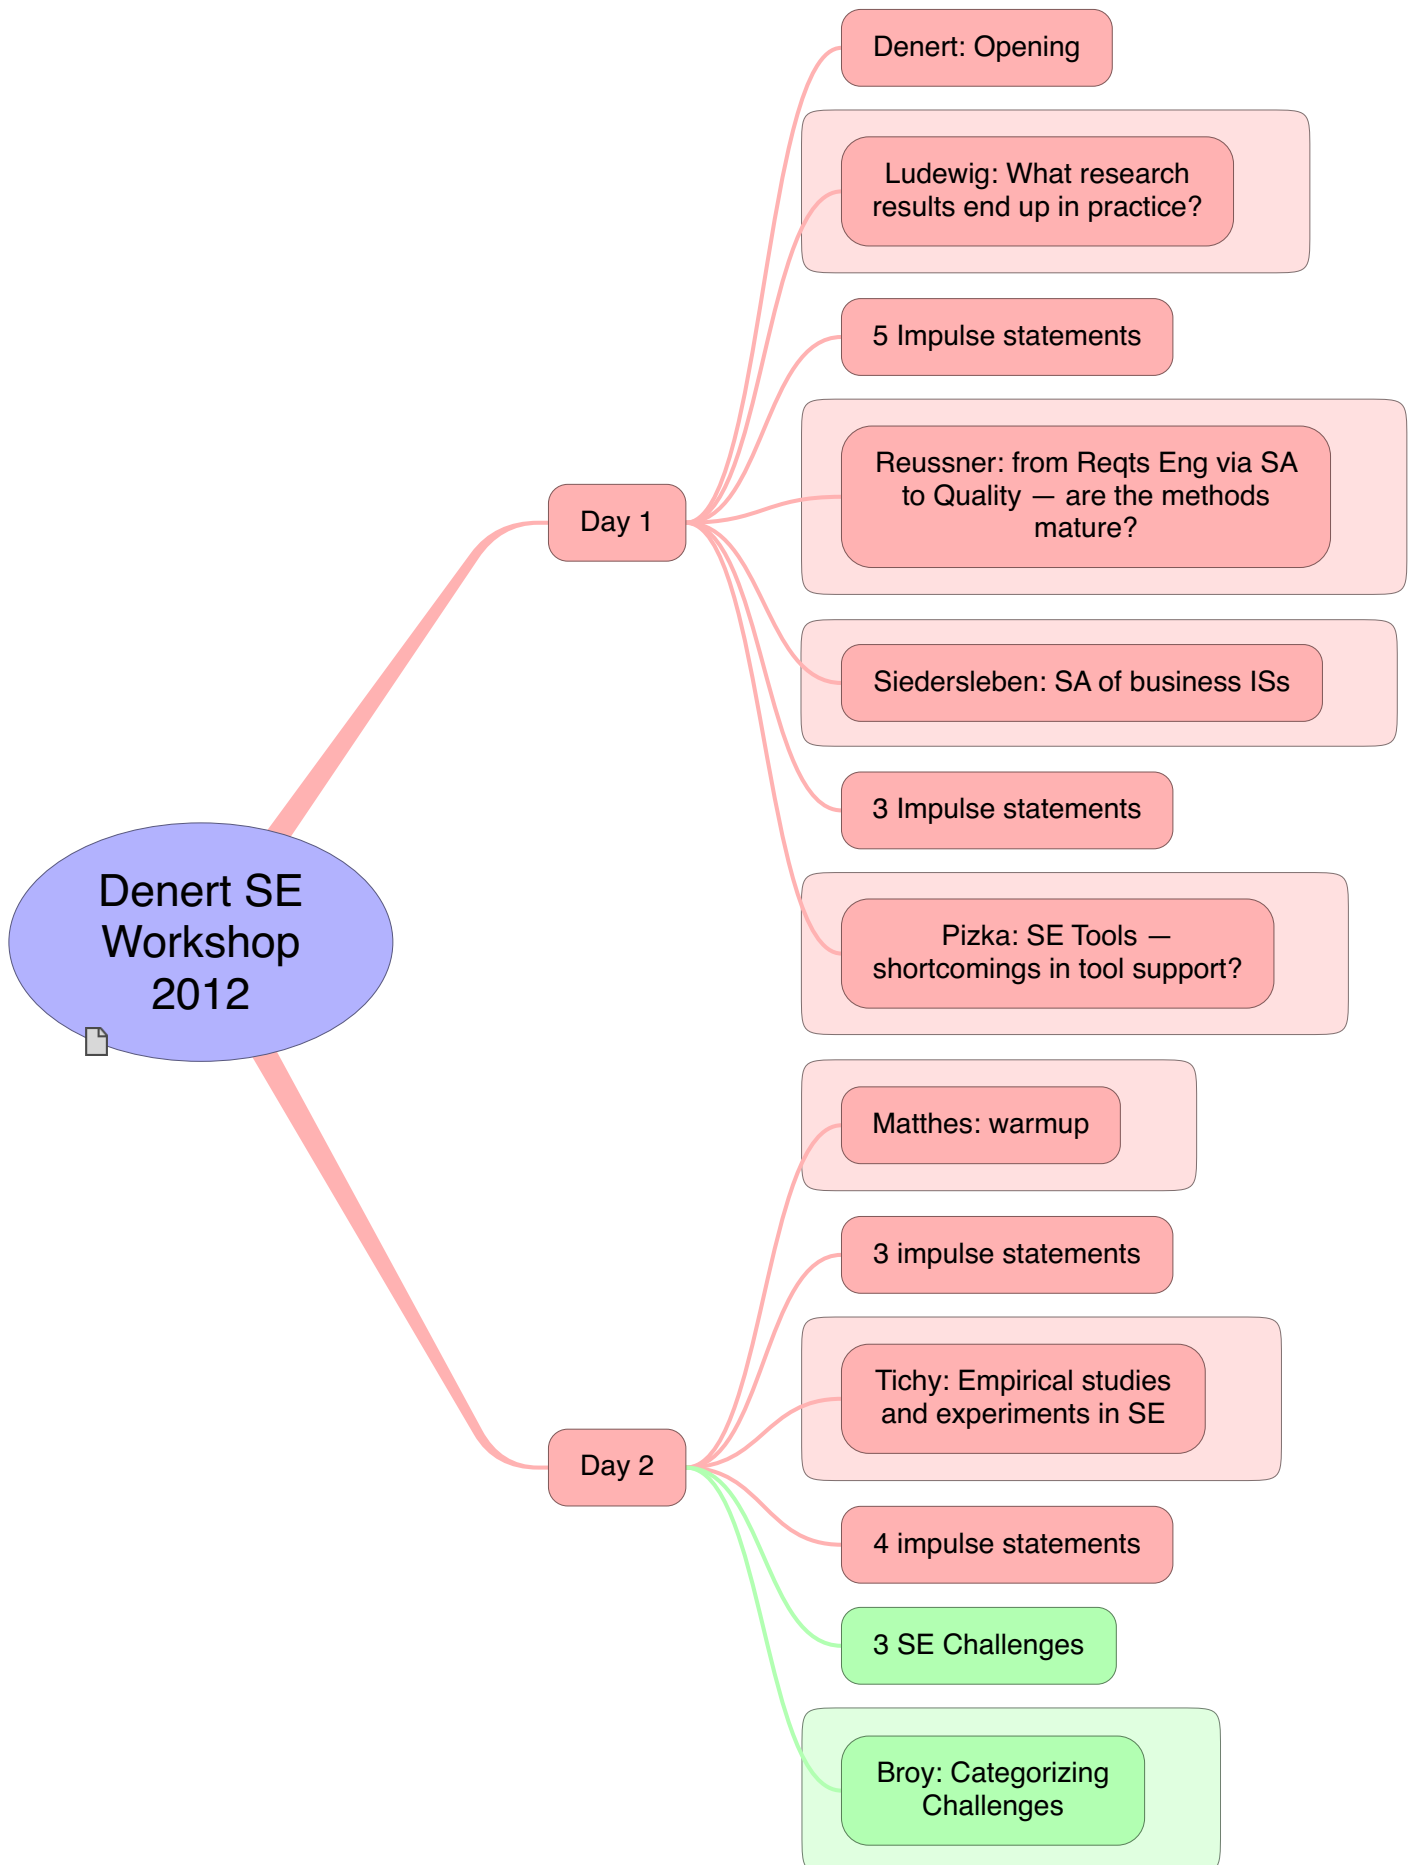 Denert SE
Workshop
2012
Day 1
Denert: Opening
Ludewig: What research
results end up in practice?
5 Impulse statements
Reussner: from Reqts Eng via SA
to Quality — are the methods
mature?
Siedersleben: SA of business ISs
3 Impulse statements
Pizka: SE Tools —
shortcomings in tool support?
Day 2
Matthes: warmup
3 impulse statements
Tichy: Empirical studies
and experiments in SE
4 impulse statements
3 SE Challenges
Broy: Categorizing
Challenges